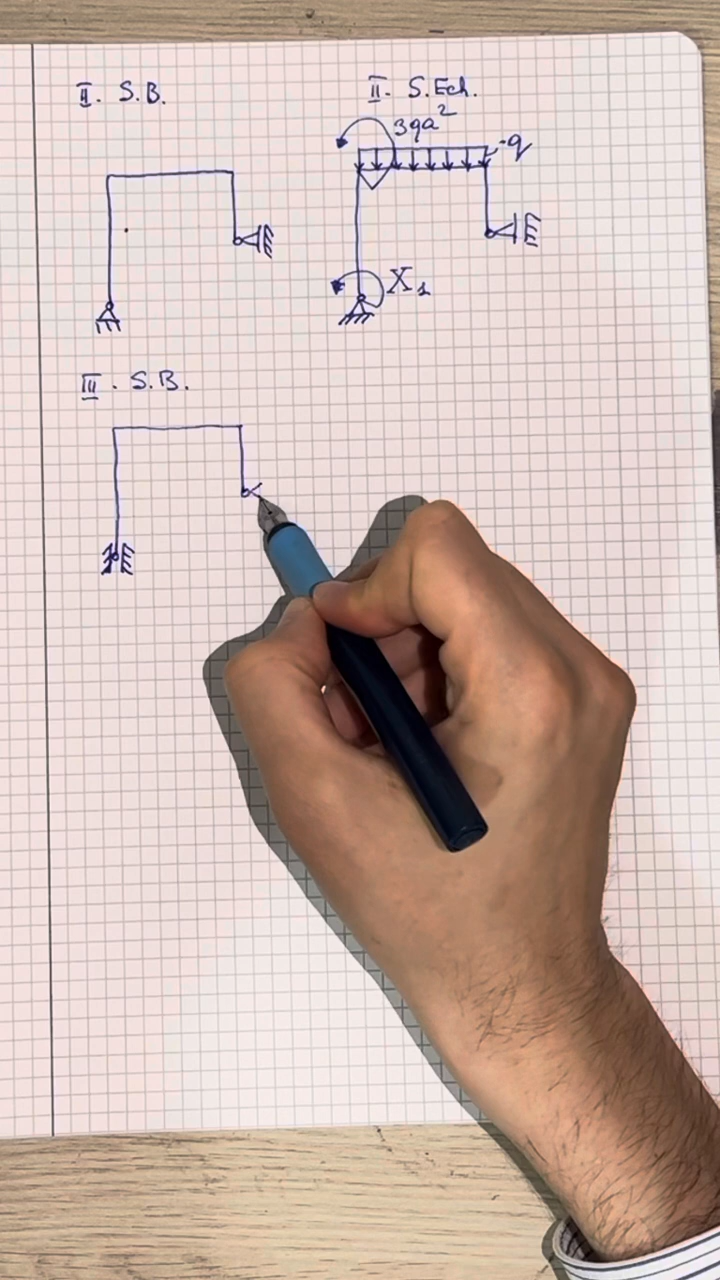 II. S.B.
II. S.Ech.
3qa²
q
X₁
III. S.B.